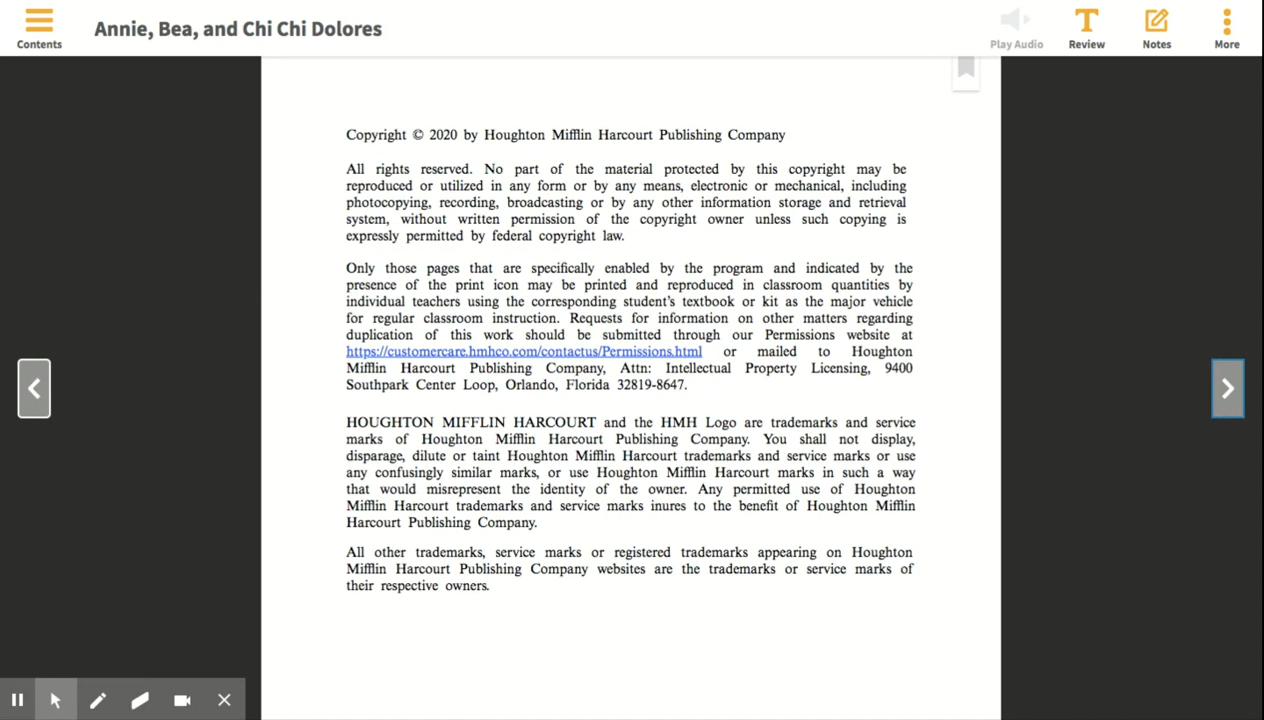 Annie, Bea, and Chi Chi Dolores
Contents
Play Audio
Review
Notes
More
Copyright © 2020 by Houghton Mifflin Harcourt Publishing Company
All rights reserved. No part of the material protected by this copyright may be
reproduced or utilized in any form or by any means, electronic or mechanical, including
photocopying, recording, broadcasting or by any other information storage and retrieval
system, without written permission of the copyright owner unless such copying is
expressly permitted by federal copyright law.
Only those pages that are specifically enabled by the program and indicated by the
presence of the print icon may be printed and reproduced in classroom quantities by
individual teachers using the corresponding student's textbook or kit as the major vehicle
for regular classroom instruction. Requests for information on other matters regarding
duplication of this work should be submitted through our Permissions website at
https://customercare.hmhco.com/contactus/Permissions.html or mailed to Houghton
Mifflin Harcourt Publishing Company, Attn: Intellectual Property Licensing, 9400
Southpark Center Loop, Orlando, Florida 32819-8647.
HOUGHTON MIFFLIN HARCOURT and the HMH Logo are trademarks and service
marks of Houghton Mifflin Harcourt Publishing Company. You shall not display,
disparage, dilute or taint Houghton Mifflin Harcourt trademarks and service marks or use
any confusingly similar marks, or use Houghton Mifflin Harcourt marks in such a way
that would misrepresent the identity of the owner. Any permitted use of Houghton
Mifflin Harcourt trademarks and service marks inures to the benefit of Houghton Mifflin
Harcourt Publishing Company.
All other trademarks, service marks or registered trademarks appearing on Houghton
Mifflin Harcourt Publishing Company websites are the trademarks or service marks of
their respective owners.